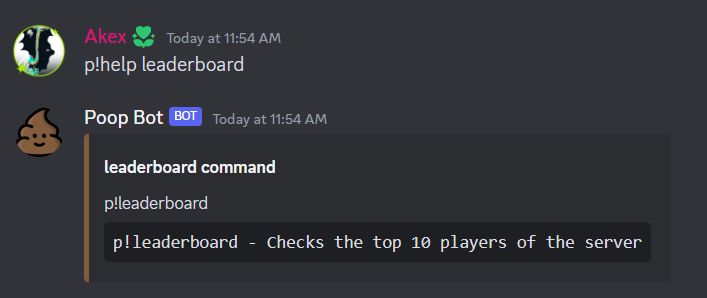 Akex Today at 11:54 AM
p!help leaderboard
Poop Bot BOT Today at 11:54 AM
leaderboard command
p!leaderboard
p!leaderboard - Checks the top 10 players of the server